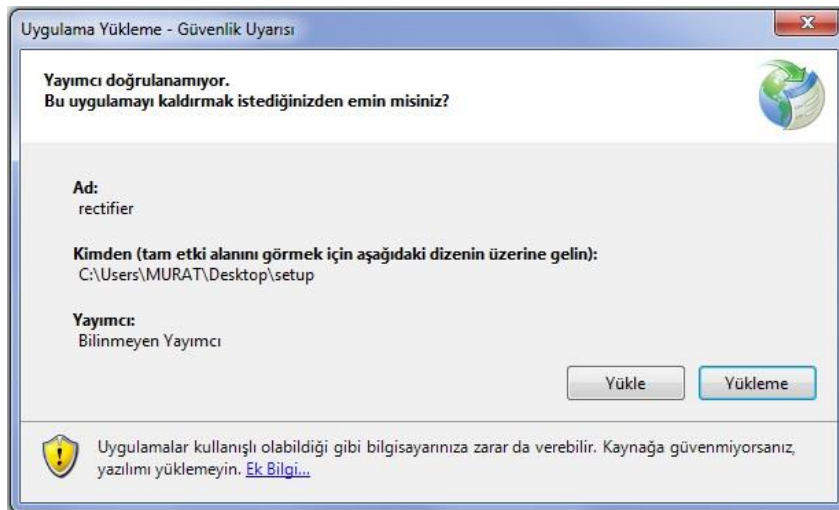 Uygulama Yükleme - Güvenlik Uyarısı
Yayımcı doğrulanamıyor.
Bu uygulamayı kaldırmak istediğinizden emin misiniz?
Ad:
rectifier
Kimden (tam etki alanını görmek için aşağıdaki dizenin üzerine gelin):
C:\Users\MURAT\Desktop\setup
Yayımcı:
Bilinmeyen Yayımcı
Yükle
Yükleme
Uygulamalar kullanışlı olabildiği gibi bilgisayarınıza zarar da verebilir. Kaynağa güvenmiyorsanız,
yazılımı yüklemeyin. Ek Bilgi...